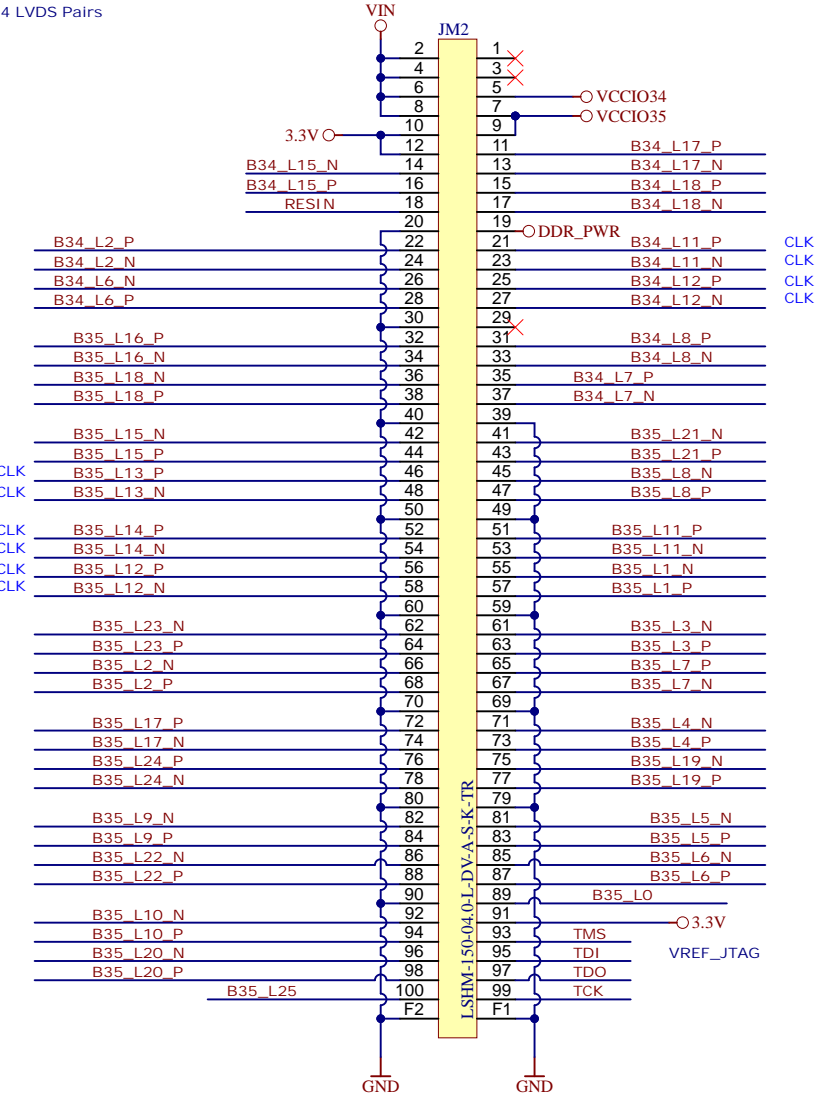 4 LVDS Pairs
VIN
JM2
2 1
4 3
6 5 VCCIO34
8 7 VCCIO35
3.3V 10 9
12 11 B34_L17_P
B34_L15_N 14 13 B34_L17_N
B34_L15_P 16 15 B34_L18_P
RESIN 18 17 B34_L18_N
20 19 DDR_PWR
B34_L2_P 22 21 B34_L11_P CLK
B34_L2_N 24 23 B34_L11_N CLK
B34_L6_N 26 25 B34_L12_P CLK
B34_L6_P 28 27 B34_L12_N CLK
30 29
B35_L16_P 32 31 B34_L8_P
B35_L16_N 34 33 B34_L8_N
B35_L18_N 36 35 B34_L7_P
B35_L18_P 38 37 B34_L7_N
40 39
B35_L15_N 42 41 B35_L21_N
B35_L15_P 44 43 B35_L21_P
CLK B35_L13_P 46 45 B35_L8_N
CLK B35_L13_N 48 47 B35_L8_P
50 49
CLK B35_L14_P 52 51 B35_L11_P
CLK B35_L14_N 54 53 B35_L11_N
CLK B35_L12_P 56 55 B35_L1_N
CLK B35_L12_N 58 57 B35_L1_P
60 59
B35_L23_N 62 61 B35_L3_N
B35_L23_P 64 63 B35_L3_P
B35_L2_N 66 65 B35_L7_P
B35_L2_P 68 67 B35_L7_N
70 69
B35_L17_P 72 71 B35_L4_N
B35_L17_N 74 73 B35_L4_P
B35_L24_P 76 75 B35_L19_N
B35_L24_N 78 77 B35_L19_P
80 79
B35_L9_N 82 81 B35_L5_N
B35_L9_P 84 83 B35_L5_P
B35_L22_N 86 85 B35_L6_N
B35_L22_P 88 87 B35_L6_P
90 89 B35_L0
B35_L10_N 92 91 3.3V
B35_L10_P 94 93 TMS
B35_L20_N 96 95 TDI VREF_JTAG
B35_L20_P 98 97 TDO
B35_L25 100 99 TCK
F2 F1
LSHM-150-04.0-L-DV-A-S-K-TR
GND GND